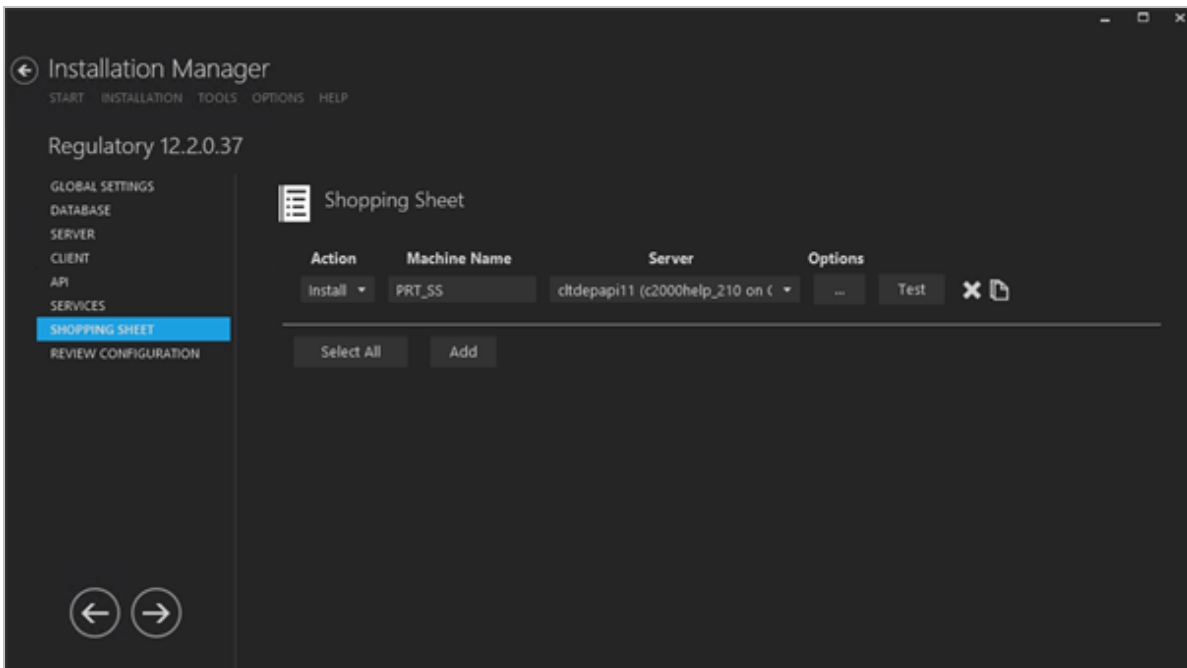 Installation Manager
START INSTALLATION TOOLS OPTIONS HELP
Regulatory 12.2.0.37
GLOBAL SETTINGS
DATABASE
SERVER
CLIENT
API
SERVICES
SHOPPING SHEET
REVIEW CONFIGURATION
Shopping Sheet
Action Machine Name Server Options
Install PRT_SS cltdepapi11 (c2000help_210 on ... Test
Select All Add